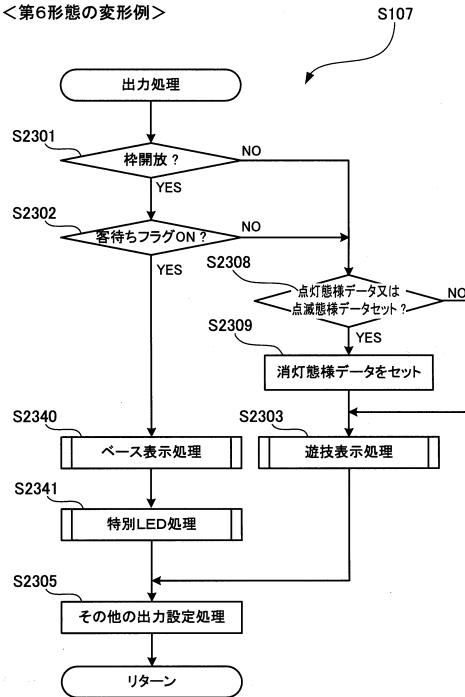 <第6形態の変形例>
S107
出力処理
S2301
枠開放？
NO
YES
S2302
客待ちフラグON？
NO
YES
S2308
点灯態様データ又は
点滅態様データセット？
NO
YES
S2309
消灯態様データをセット
S2340
ベース表示処理
S2303
遊技表示処理
S2341
特別LED処理
S2305
その他の出力設定処理
リターン